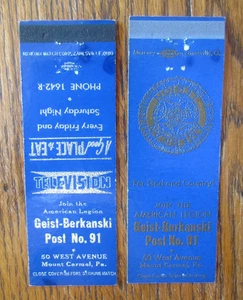 PHONE 1642-R
Every Friday and
Saturday Night
A Good PLACE to EAT
TELEVISION
Join the
American Legion
Geist-Berkanski
Post No. 91
50 WEST AVENUE
Mount Carmel, Pa.
CLOSE COVER BEFORE STRIKING MATCH
JOIN THE
AMERICAN LEGION
Geist-Berkanski
Post No. 91
50 West Avenue
Mount Carmel, Pa.